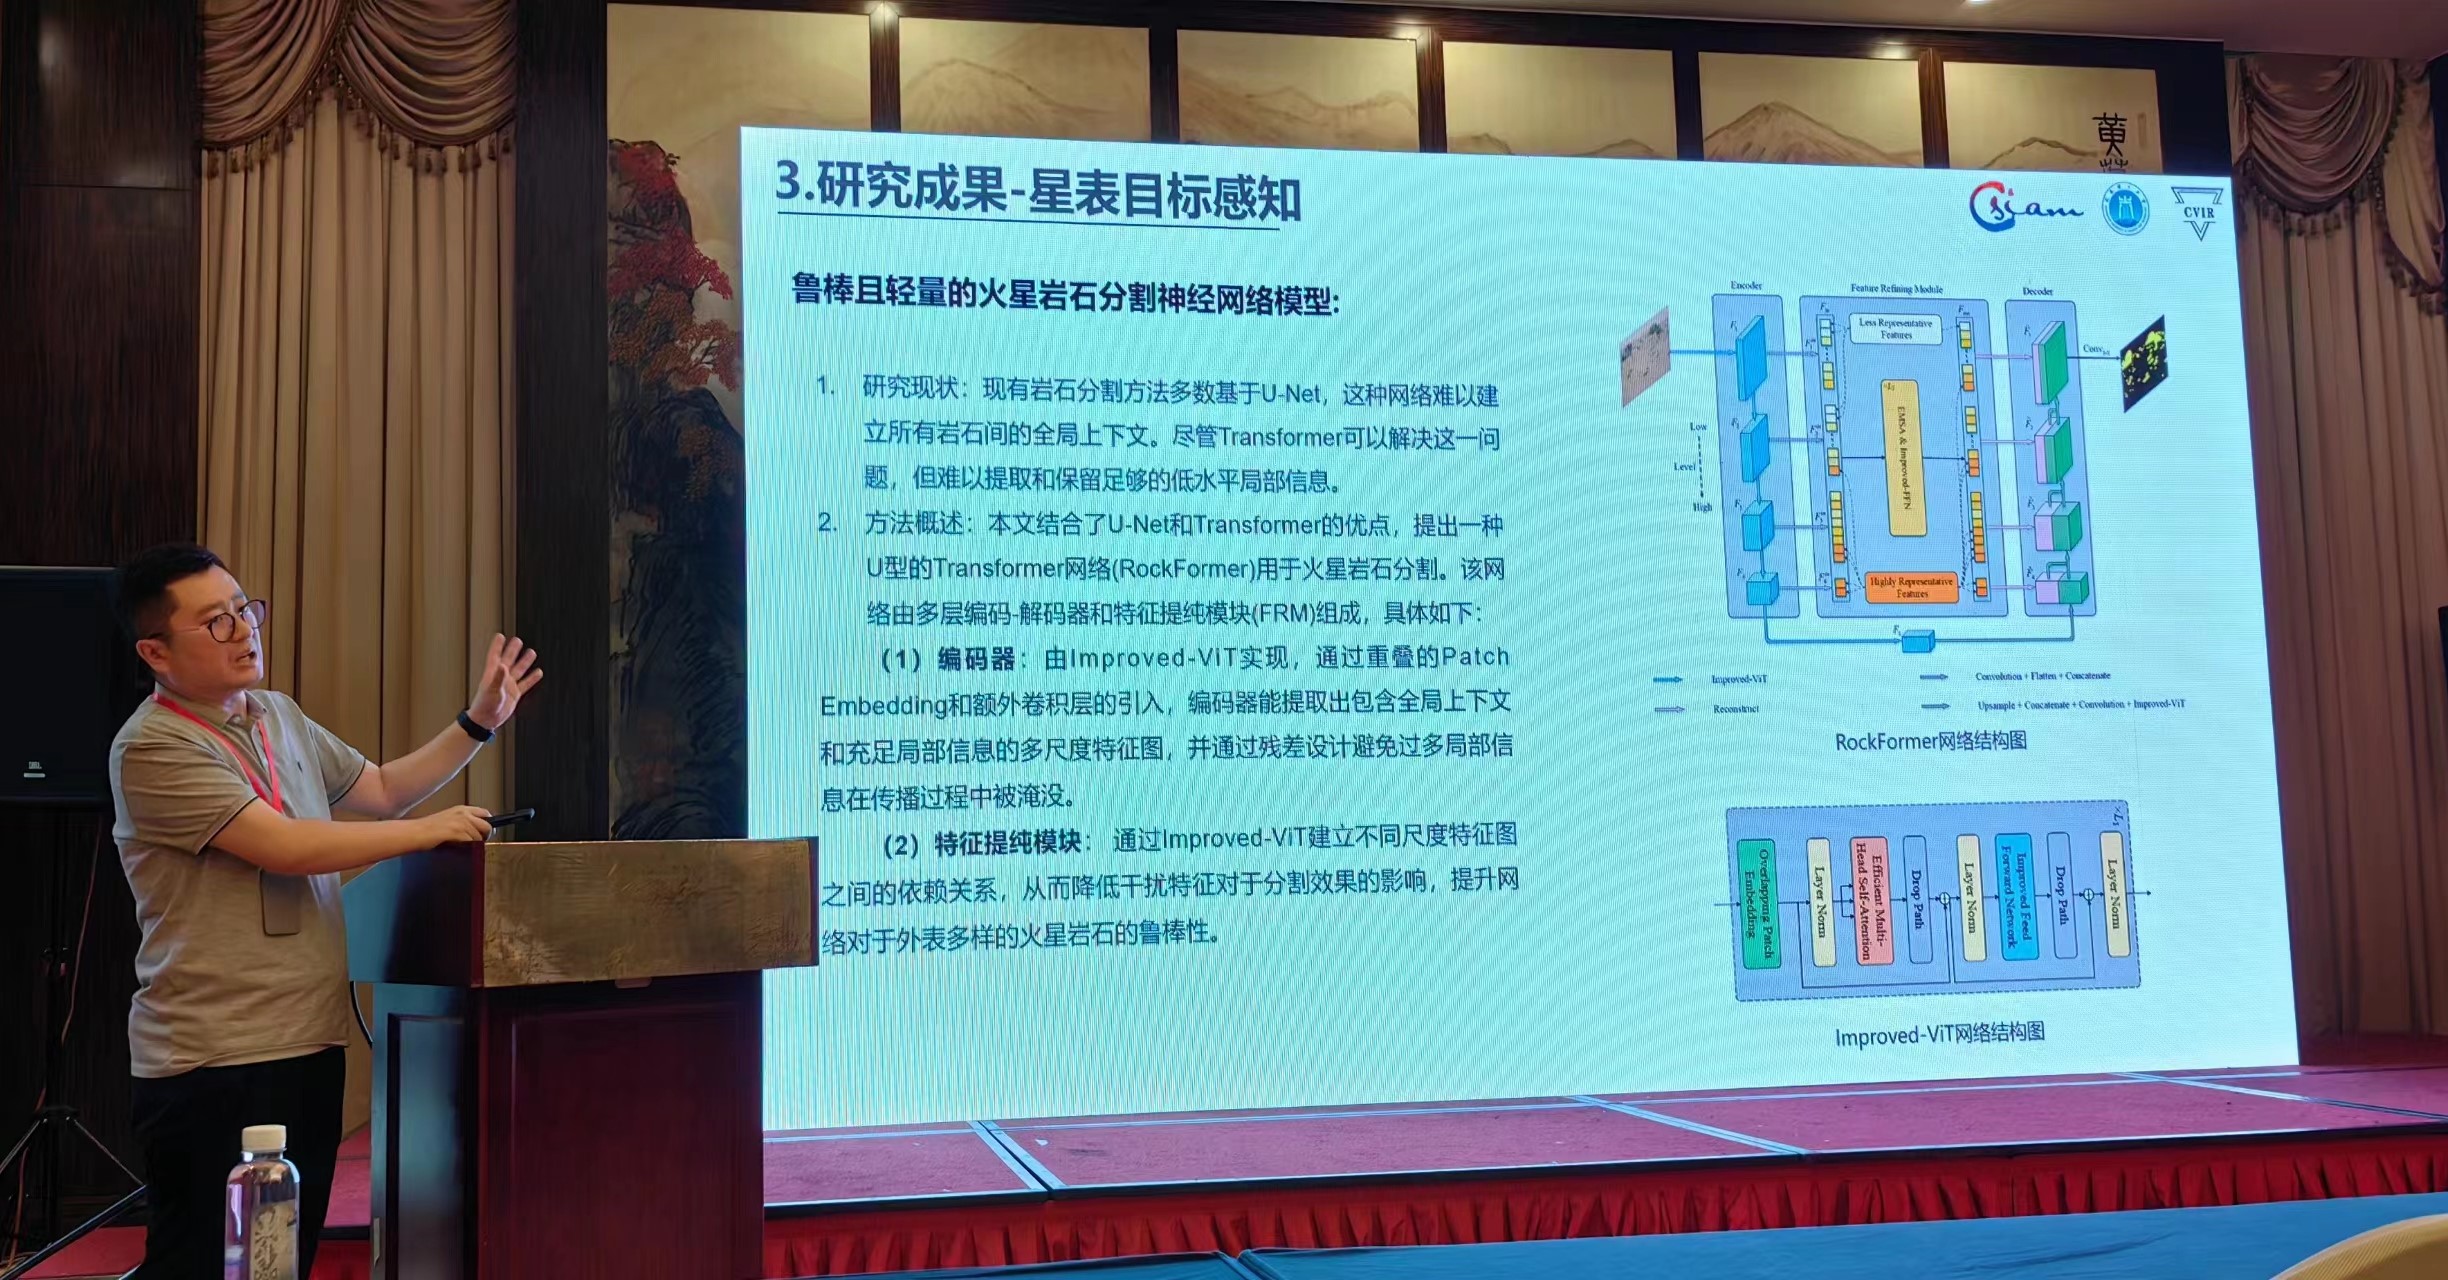 黄
3.研究成果-星表目标感知
&
Csiam
CVIR
鲁棒且轻量的火星岩石分割神经网络模型:
1. 研究现状：现有岩石分割方法多数基于U-Net，这种网络难以建
立所有岩石间的全局上下文。尽管Transformer可以解决这一问
题，但难以提取和保留足够的低水平局部信息。
2. 方法概述：本文结合了U-Net和Transformer的优点，提出一种
U型的Transformer网络(RockFormer)用于火星岩石分割。该网
络由多层编码-解码器和特征提纯模块(FRM)组成，具体如下：
（1）编码器：由Improved-ViT实现，通过重叠的Patch
Embedding和额外卷积层的引入，编码器能提取出包含全局上下文
和充足局部信息的多尺度特征图，并通过残差设计避免过多局部信
息在传播过程中被淹没。
（2）特征提纯模块： 通过Improved-ViT建立不同尺度特征图
之间的依赖关系，从而降低干扰特征对于分割效果的影响，提升网
络对于外表多样的火星岩石的鲁棒性。
Encoder
Feature Refining Module
Decoder
Less Representative
Features
EMSA & Improved-FFN
Highly Representative
Features
Low
Level
High
Improved-ViT
Convolution + Flatten + Concatenate
Reconstruct
Upsample + Concatenate + Convolution + Improved-ViT
RockFormer网络结构图
Overlapping Patch
Embedding
Layer Norm
Efficient Multi-
Head Self-Attention
Drop Path
Layer Norm
Improved Feed
Forward Network
Drop Path
Layer Norm
Improved-ViT网络结构图
JBL